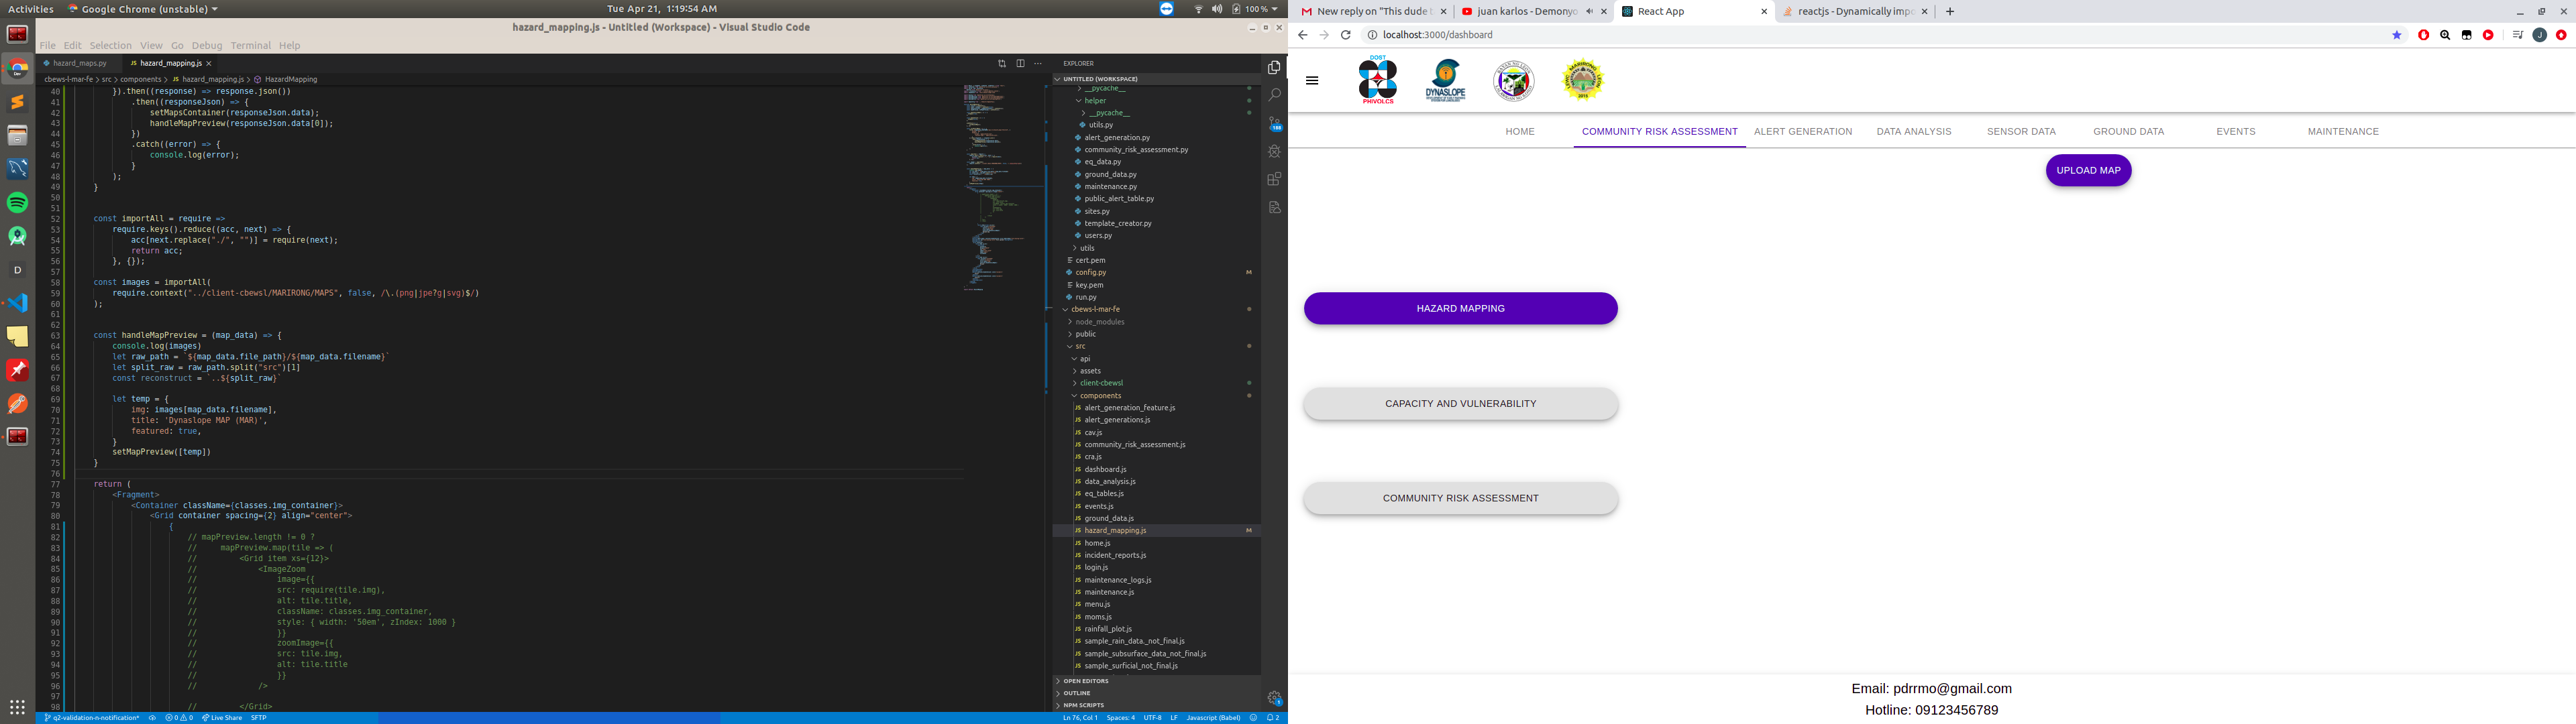 Activities
Google Chrome (unstable)
Tue Apr 21, 1:19:54 AM
100 %
hazard_mapping.js - Untitled (Workspace) - Visual Studio Code
File Edit Selection View Go Debug Terminal Help
hazard_maps.py
hazard_mapping.js
cbews-l-mar-fe > src > components > hazard_mapping.js > HazardMapping
40 }).then((response) => response.json())
41 .then((responseJson) => {
42 setMapsContainer(responseJson.data);
43 handleMapPreview(responseJson.data[0]);
44 })
45 .catch((error) => {
46 console.log(error);
47 }
48 );
49 }
50
51
52 const importAll = require =>
53 require.keys().reduce((acc, next) => {
54 acc[next.replace("./", "")] = require(next);
55 return acc;
56 }, {});
57
58 const images = importAll(
59 require.context("../client-cbewsl/MARIRONG/MAPS", false, /\.(png|jpe?g|svg)$/)
60 );
61
62
63 const handleMapPreview = (map_data) => {
64 console.log(images)
65 let raw_path = `${map_data.file_path}/${map_data.filename}`
66 let split_raw = raw_path.split("src")[1]
67 const reconstruct = `..${split_raw}`
68
69 let temp = {
70 img: images[map_data.filename],
71 title: 'Dynaslope MAP (MAR)',
72 featured: true,
73 }
74 setMapPreview([temp])
75 }
76
77 return (
78 <Fragment>
79 <Container className={classes.img_container}>
80 <Grid container spacing={2} align="center">
81 {
82 // mapPreview.length != 0 ?
83 // mapPreview.map(tile => (
84 // <Grid item xs={12}>
85 // <ImageZoom
86 // image={{
87 // src: require(tile.img),
88 // alt: tile.title,
89 // className: classes.img_container,
90 // style: { width: '50em', zIndex: 1000 }
91 // }}
92 // zoomImage={{
93 // src: tile.img,
94 // alt: tile.title
95 // }}
96 // />
97
98 // </Grid>
EXPLORER
UNTITLED (WORKSPACE)
__pycache__
helper
__pycache__
utils.py
alert_generation.py
community_risk_assessment.py
eq_data.py
ground_data.py
maintenance.py
public_alert_table.py
sites.py
template_creator.py
users.py
utils
cert.pem
config.py M
key.pem
run.py
cbews-l-mar-fe
node_modules
public
src
api
assets
client-cbewsl
components
alert_generation_feature.js
alert_generations.js
cav.js
community_risk_assessment.js
cra.js
dashboard.js
data_analysis.js
eq_tables.js
events.js
ground_data.js
hazard_mapping.js M
home.js
incident_reports.js
login.js
maintenance_logs.js
maintenance.js
menu.js
moms.js
rainfall_plot.js
sample_rain_data._not_final.js
sample_subsurface_data_not_final.js
sample_surficial_not_final.js
OPEN EDITORS
OUTLINE
NPM SCRIPTS
q2-validation-n-notification*
0 0
Live Share
SFTP
Ln 76, Col 1
Spaces: 4
UTF-8
LF
Javascript (Babel)
2
New reply on "This dude
juan karlos - Demonyo
React App
reactjs - Dynamically impo
localhost:3000/dashboard
J
DOST
PHIVOLCS
DYNASLOPE
HOME
COMMUNITY RISK ASSESSMENT
ALERT GENERATION
DATA ANALYSIS
SENSOR DATA
GROUND DATA
EVENTS
MAINTENANCE
UPLOAD MAP
HAZARD MAPPING
CAPACITY AND VULNERABILITY
COMMUNITY RISK ASSESSMENT
Email: pdrrmo@gmail.com
Hotline: 09123456789